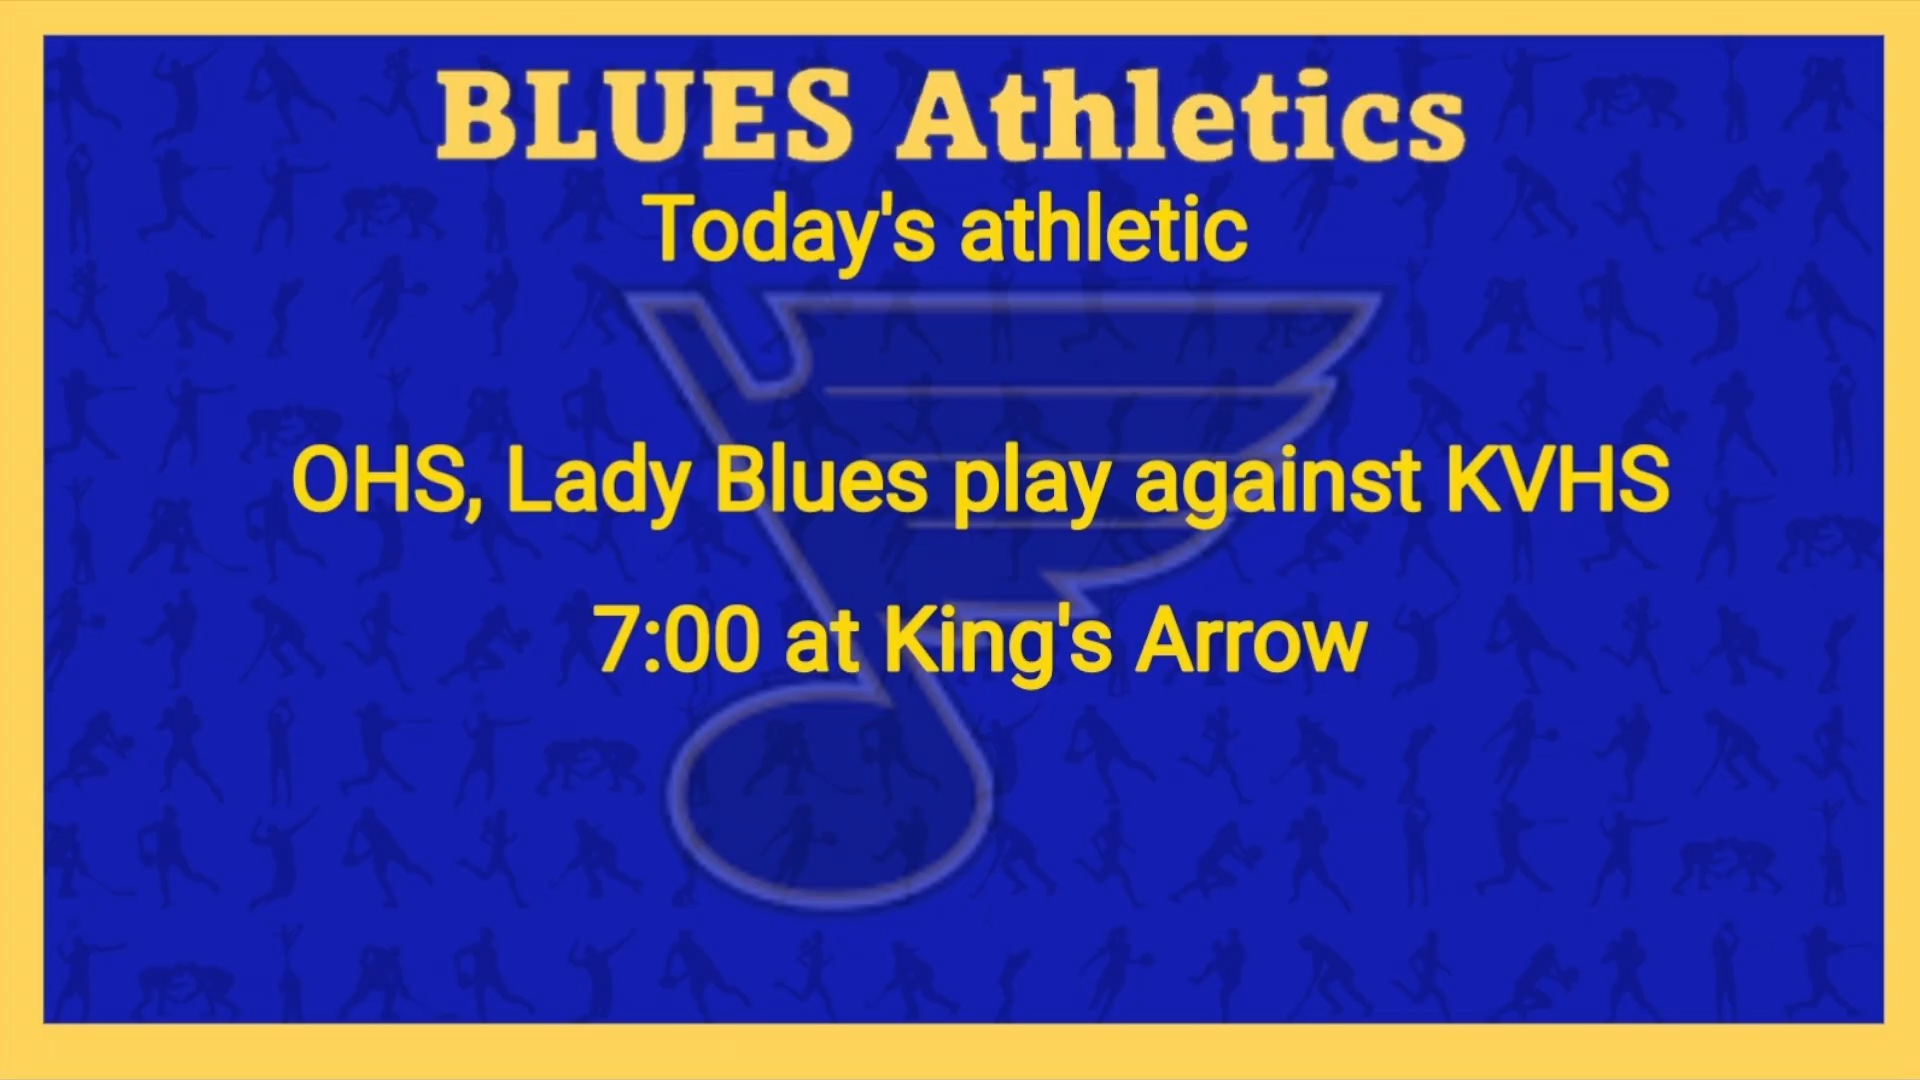 BLUES Athletics
Today's athletic
OHS, Lady Blues play against KVHS
7:00 at King's Arrow